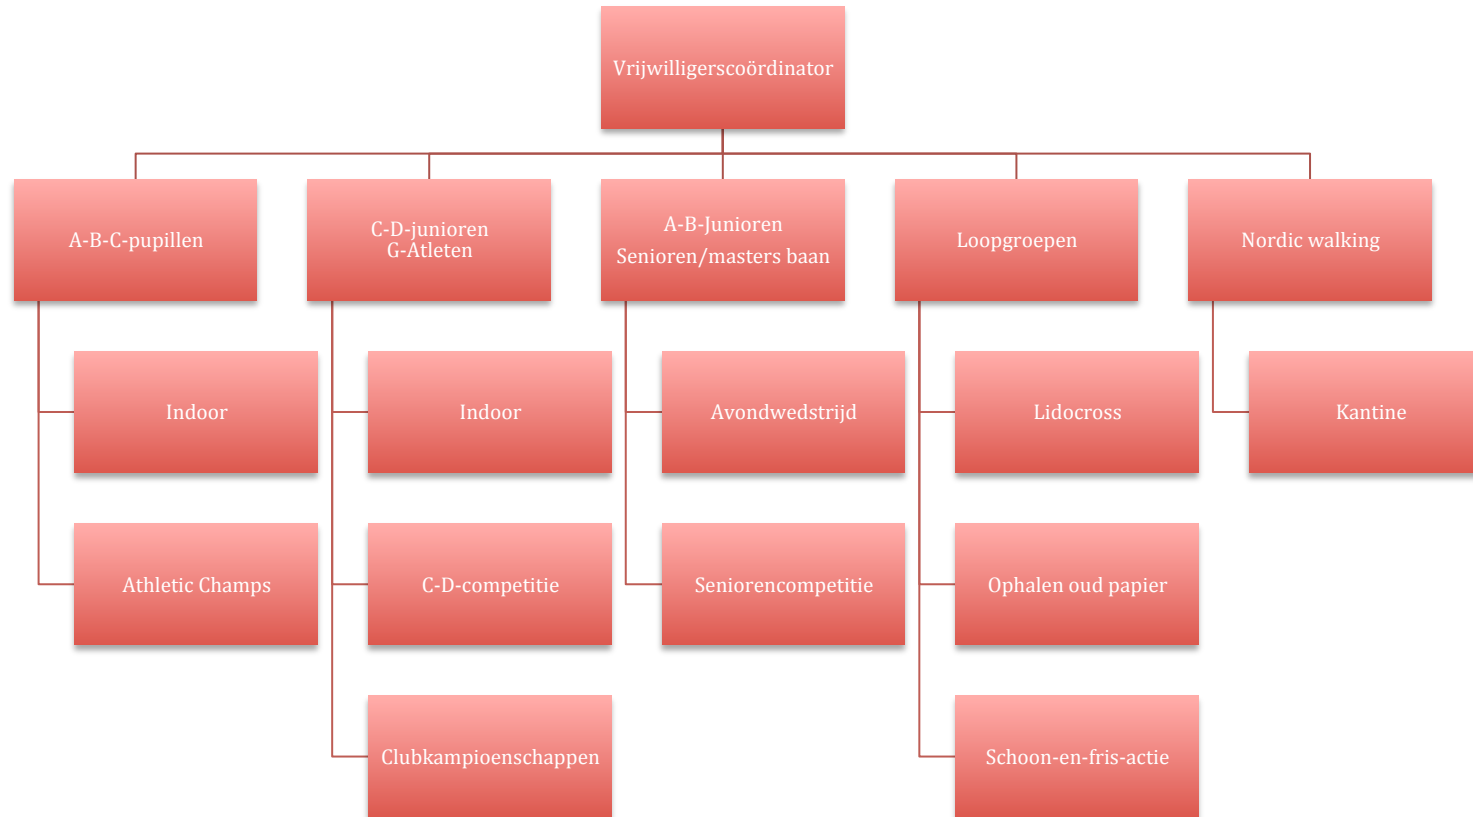 Vrijwilligerscoördinator
A-B-C-pupillen
C-D-junioren
G-Atleten
A-B-Junioren
Senioren/masters baan
Loopgroepen
Nordic walking
Indoor
Indoor
Avondwedstrijd
Lidocross
Kantine
Athletic Champs
C-D-competitie
Seniorencompetitie
Ophalen oud papier
Clubkampioenschappen
Schoon-en-fris-actie